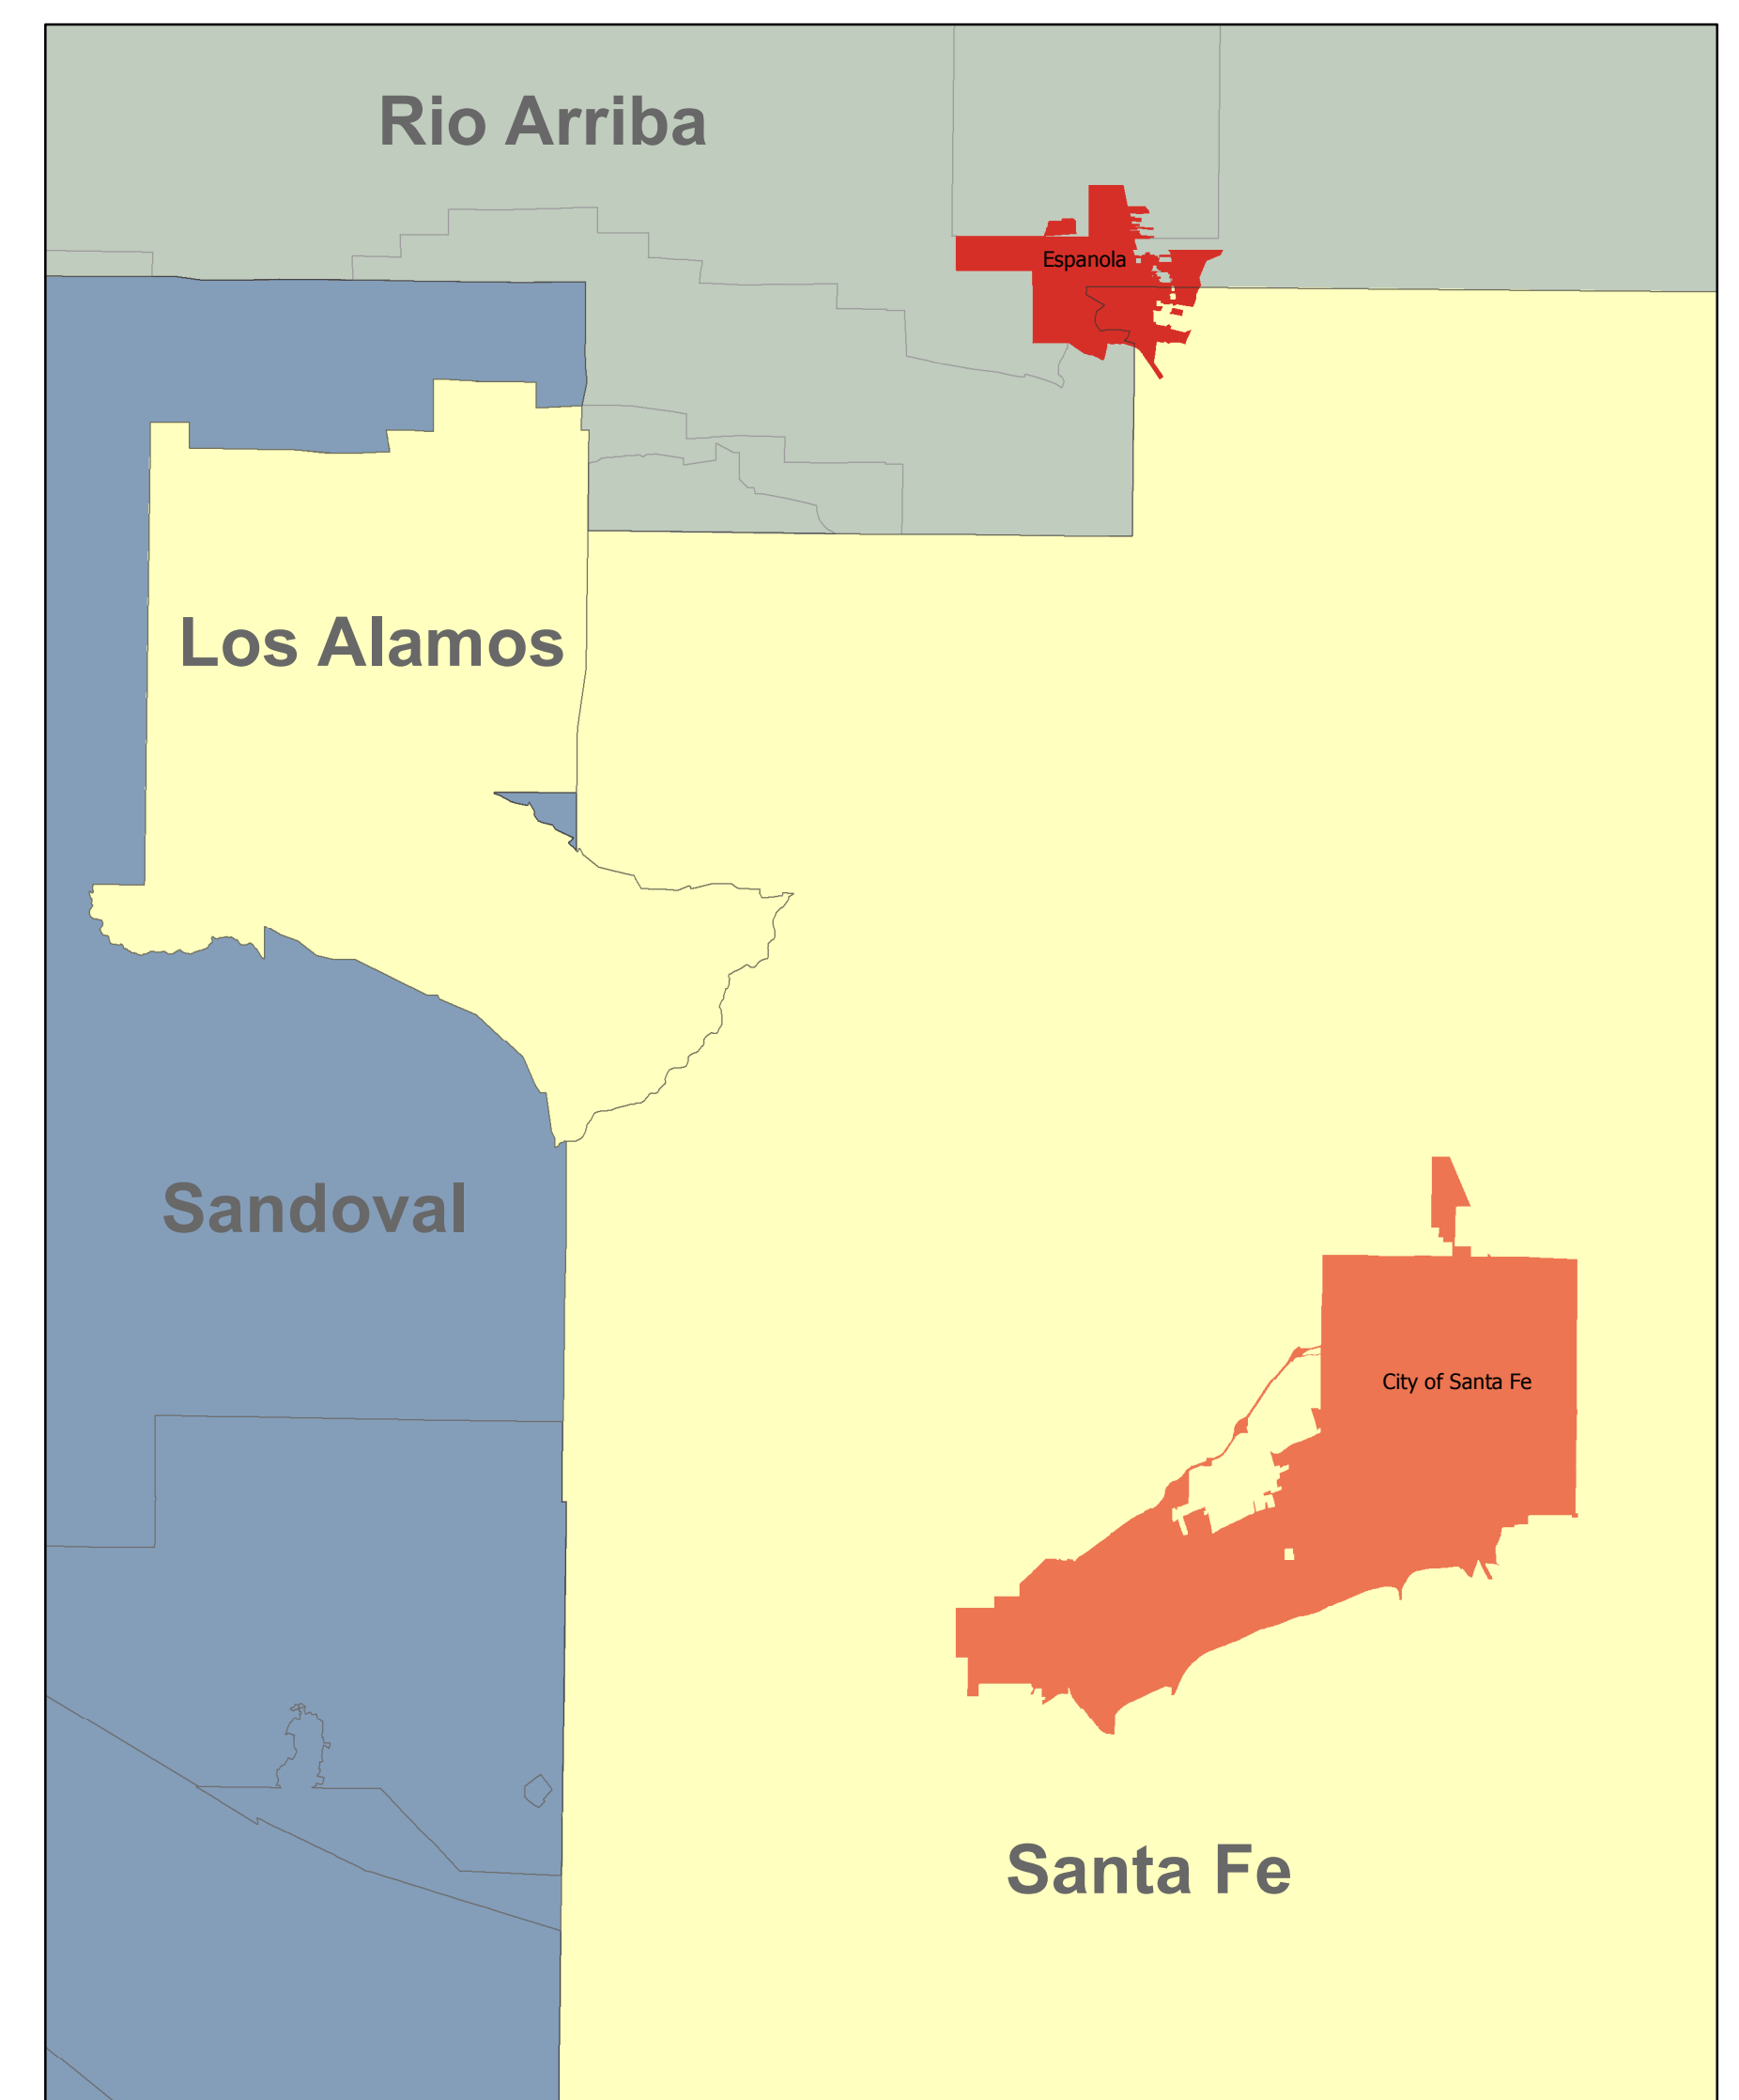 Rio Arriba
Espanola
Los Alamos
Sandoval
City of Santa Fe
Santa Fe